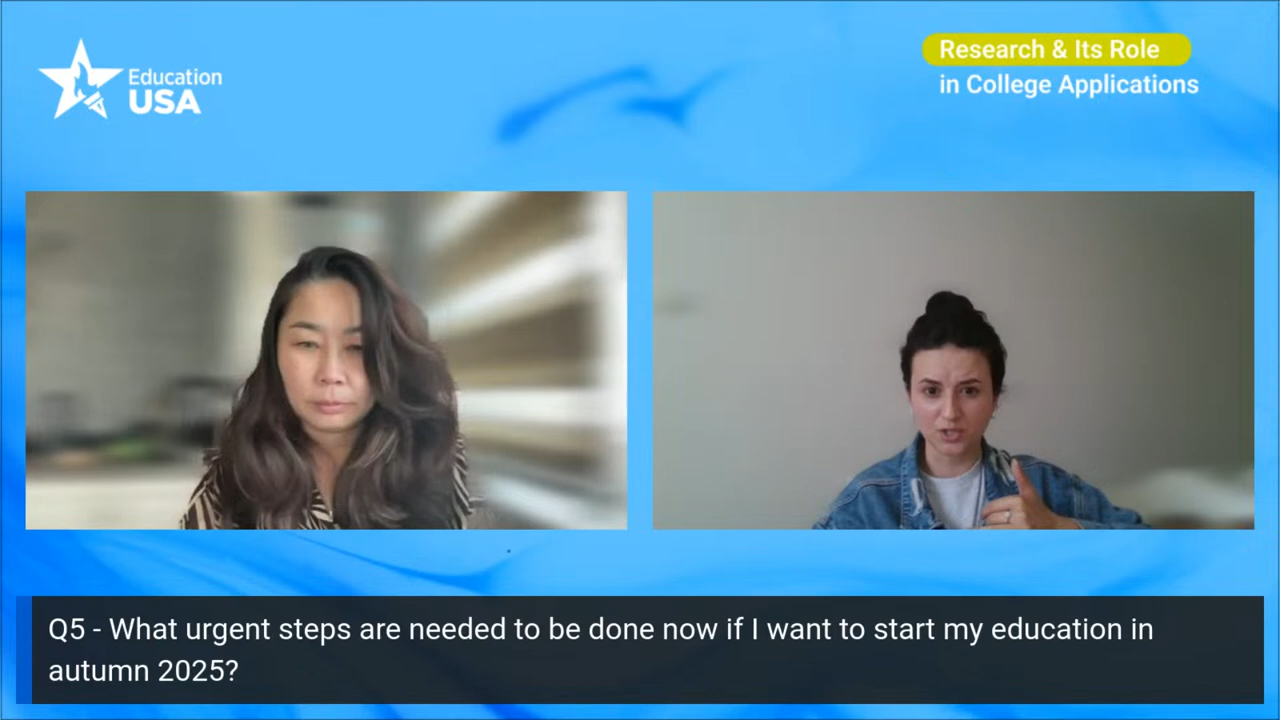 Education
USA
Research & Its Role
in College Applications
Q5 - What urgent steps are needed to be done now if I want to start my education in
autumn 2025?